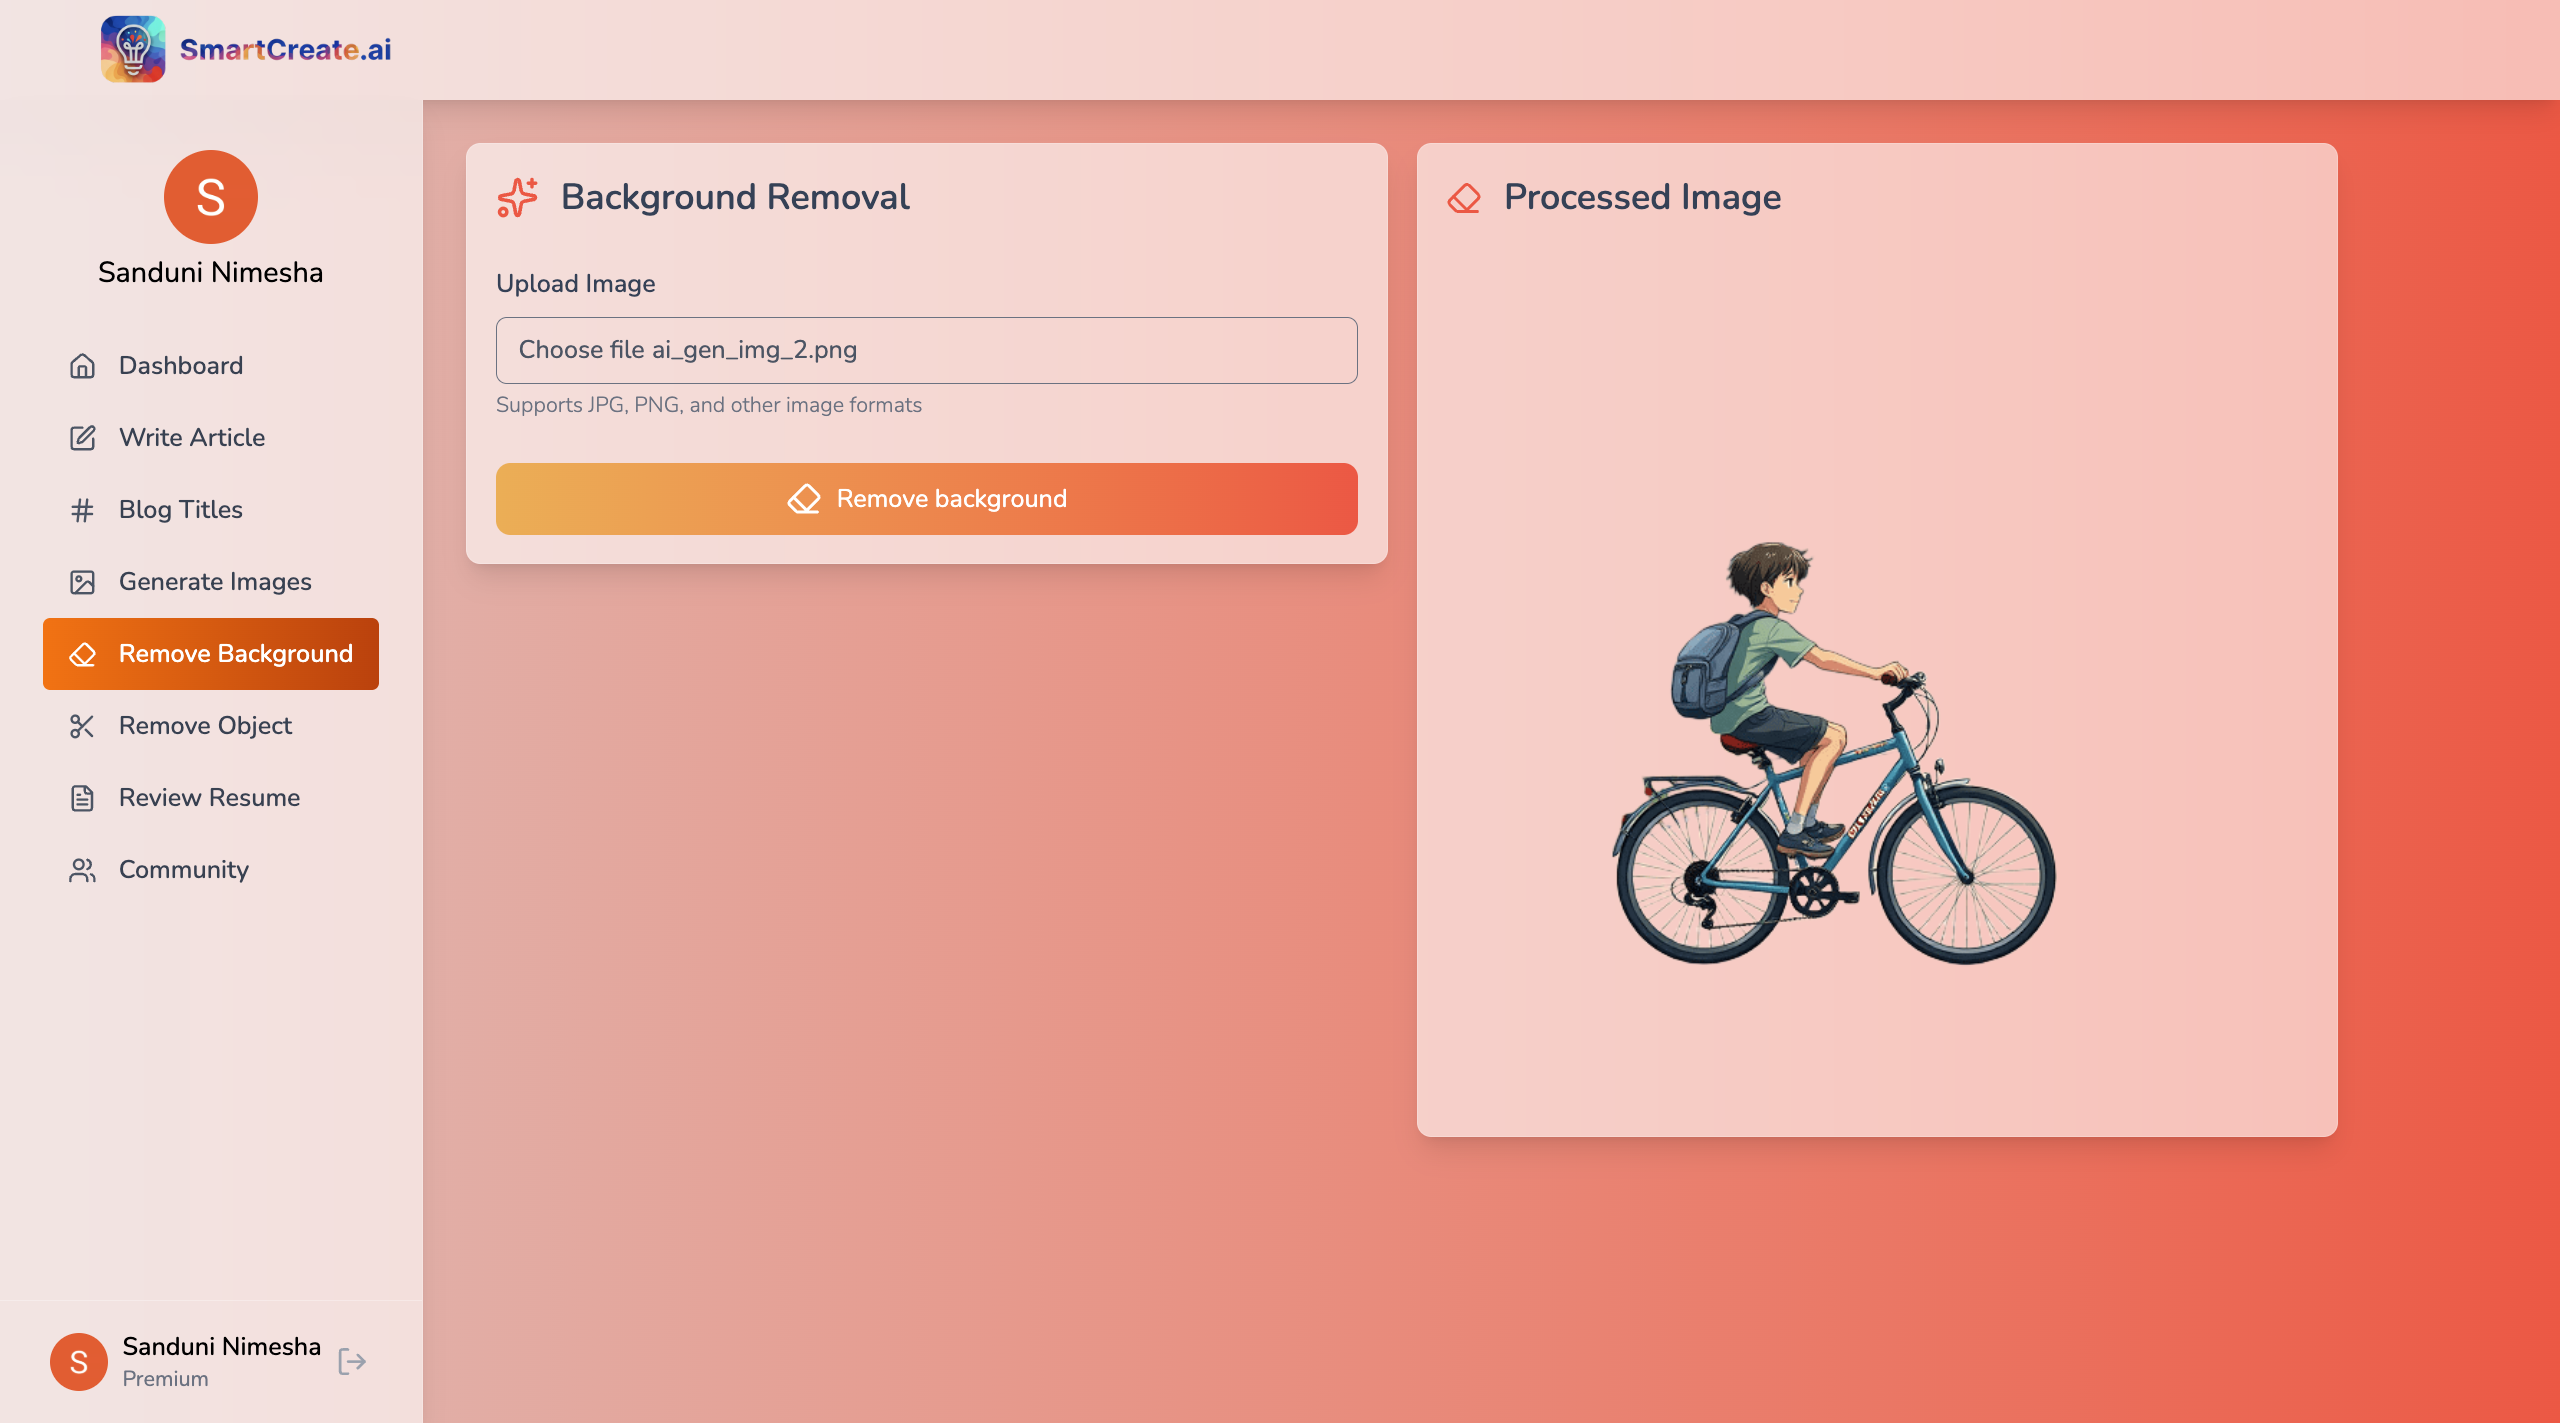 SmartCreate.ai
S
Sanduni Nimesha
Dashboard
Write Article
Blog Titles
Generate Images
Remove Background
Remove Object
Review Resume
Community
S
Sanduni Nimesha
Premium
Background Removal
Upload Image
Choose file ai_gen_img_2.png
Supports JPG, PNG, and other image formats
Remove background
Processed Image